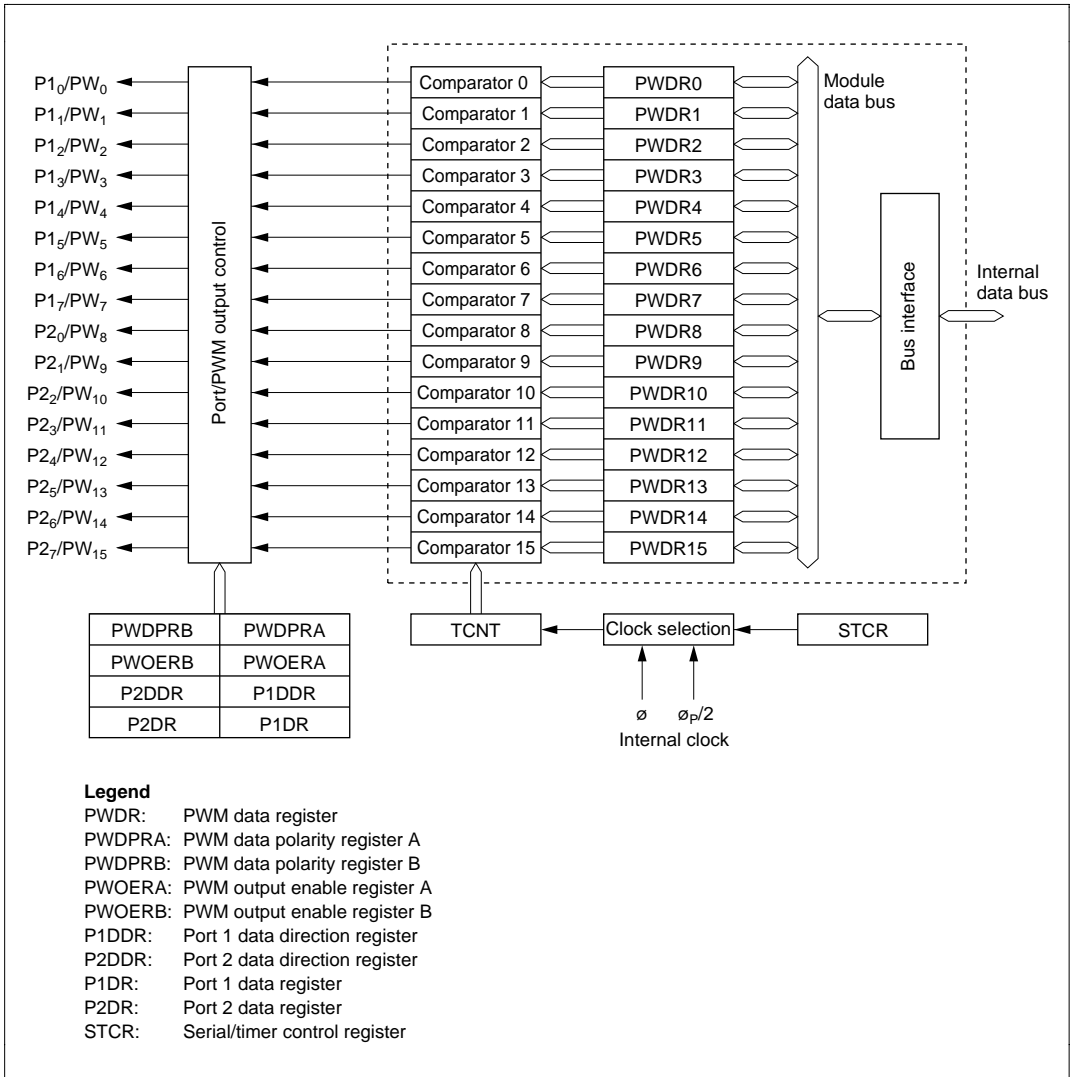 P1₀/PW₀ Comparator 0 PWDR0 Module
P1₁/PW₁ Comparator 1 PWDR1 data bus
P1₂/PW₂ Comparator 2 PWDR2
P1₃/PW₃ Comparator 3 PWDR3
P1₄/PW₄ Comparator 4 PWDR4
P1₅/PW₅ Comparator 5 PWDR5
P1₆/PW₆ Comparator 6 PWDR6 Internal
P1₇/PW₇ Comparator 7 PWDR7 data bus
P2₀/PW₈ Comparator 8 PWDR8
P2₁/PW₉ Comparator 9 PWDR9
P2₂/PW₁₀ Comparator 10 PWDR10
P2₃/PW₁₁ Comparator 11 PWDR11
P2₄/PW₁₂ Comparator 12 PWDR12
P2₅/PW₁₃ Comparator 13 PWDR13
P2₆/PW₁₄ Comparator 14 PWDR14
P2₇/PW₁₅ Comparator 15 PWDR15
Port/PWM output control
Bus interface
PWDPRB PWDPRA TCNT Clock selection STCR
PWOERB PWOERA
P2DDR P1DDR
P2DR P1DR
ø øP/2
Internal clock
Legend
PWDR: PWM data register
PWDPRA: PWM data polarity register A
PWDPRB: PWM data polarity register B
PWOERA: PWM output enable register A
PWOERB: PWM output enable register B
P1DDR: Port 1 data direction register
P2DDR: Port 2 data direction register
P1DR: Port 1 data register
P2DR: Port 2 data register
STCR: Serial/timer control register